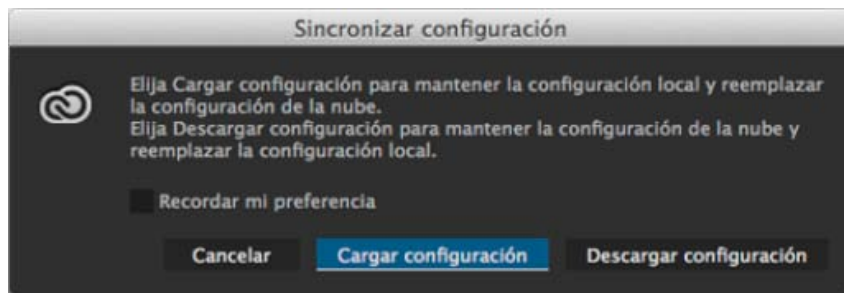 Sincronizar configuración
Elija Cargar configuración para mantener la configuración local y reemplazar
la configuración de la nube.
Elija Descargar configuración para mantener la configuración de la nube y
reemplazar la configuración local.
Recordar mi preferencia
Cancelar Cargar configuración Descargar configuración